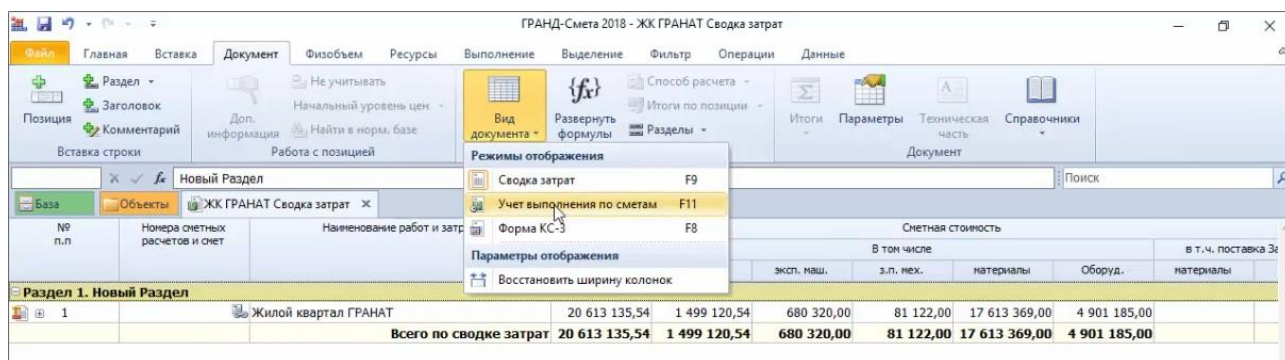 ГРАНД-Смета 2018 - ЖК ГРАНАТ Сводка затрат
Файл Главная Вставка Документ Физобъем Ресурсы Выполнение Выделение Фильтр Операции Данные
Позиция
Раздел
Заголовок
Комментарий
Вставка строки
Доп. информация
Не учитывать
Начальный уровень цен
Найти в норм. базе
Работа с позицией
Вид документа
{fx}
Развернуть формулы
Способ расчета
Итоги по позиции
Разделы
Σ
Итоги
Параметры
A
Техническая часть
Справочники
Документ
Режимы отображения
Сводка затрат F9
Учет выполнения по сметам F11
Форма КС-3 F8
Параметры отображения
Восстановить ширину колонок
fx Новый Раздел
Поиск
База Объекты ЖК ГРАНАТ Сводка затрат
№ п.п
Номера сметных расчетов и смет
Наименование работ и затр
Сметная стоимость
В том числе
в т.ч. поставка За
эксп. маш. з.п. мех. материалы Оборуд. материалы
Раздел 1. Новый Раздел
1 Жилой квартал ГРАНАТ 20 613 135,54 1 499 120,54 680 320,00 81 122,00 17 613 369,00 4 901 185,00
Всего по сводке затрат 20 613 135,54 1 499 120,54 680 320,00 81 122,00 17 613 369,00 4 901 185,00